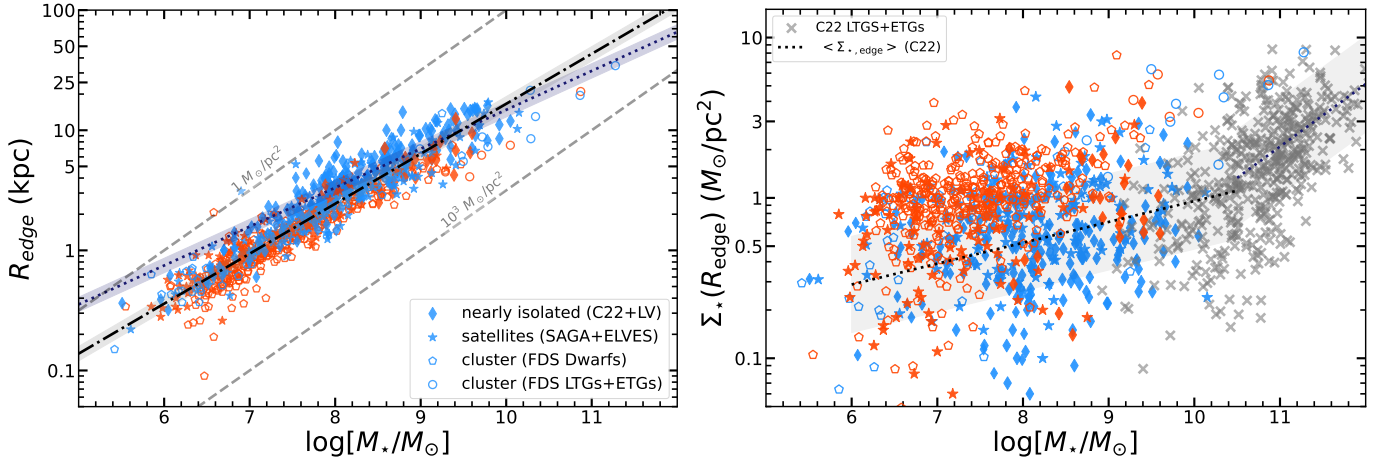 100
50
25
10
5
1
0.1
R_edge (kpc)
1 M⊙/pc²
10³ M⊙/pc²
nearly isolated (C22+LV)
satellites (SAGA+ELVES)
cluster (FDS Dwarfs)
cluster (FDS LTGs+ETGs)
6
7
8
9
10
11
log[M⋆/M⊙]
10
3
1
0.5
0.1
Σ⋆(R_edge) (M⊙/pc²)
C22 LTGS+ETGs
<Σ⋆,edge> (C22)
6
7
8
9
10
11
log[M⋆/M⊙]